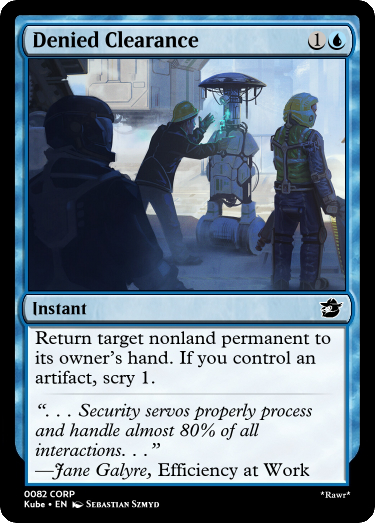 Denied Clearance 1
Instant
Return target nonland permanent to
its owner's hand. If you control an
artifact, scry 1.
“. . . Security servos properly process
and handle almost 80% of all
interactions. . .”
—Jane Galyre, Efficiency at Work
0082 CORP
Kube • EN Sebastian Szmyd
*Rawr*